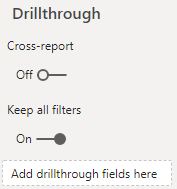 Drillthrough
Cross-report
Off
Keep all filters
On
Add drillthrough fields here